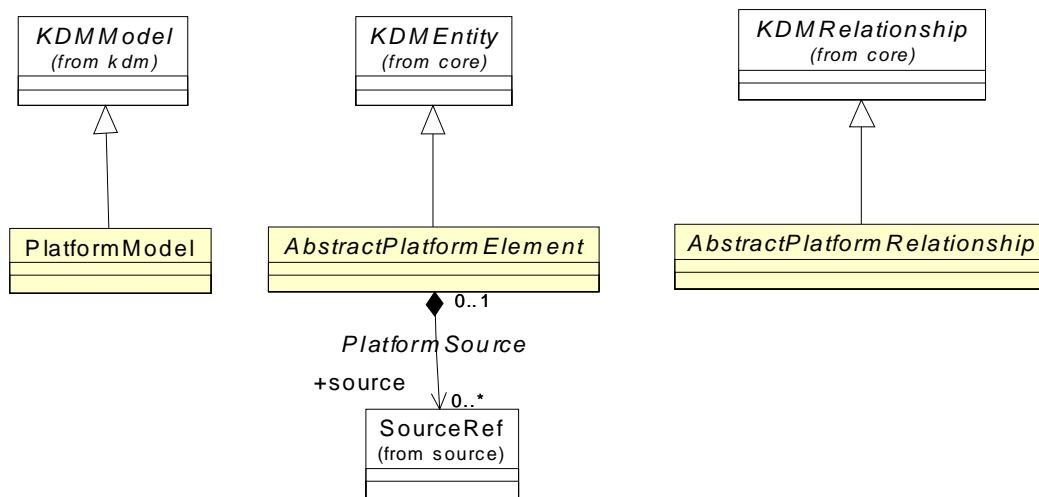 KDMModel
(from kdm)
KDMEntity
(from core)
KDMRelationship
(from core)
PlatformModel
AbstractPlatformElement
AbstractPlatformRelationship
0..1
PlatformSource
+source
0..*
SourceRef
(from source)